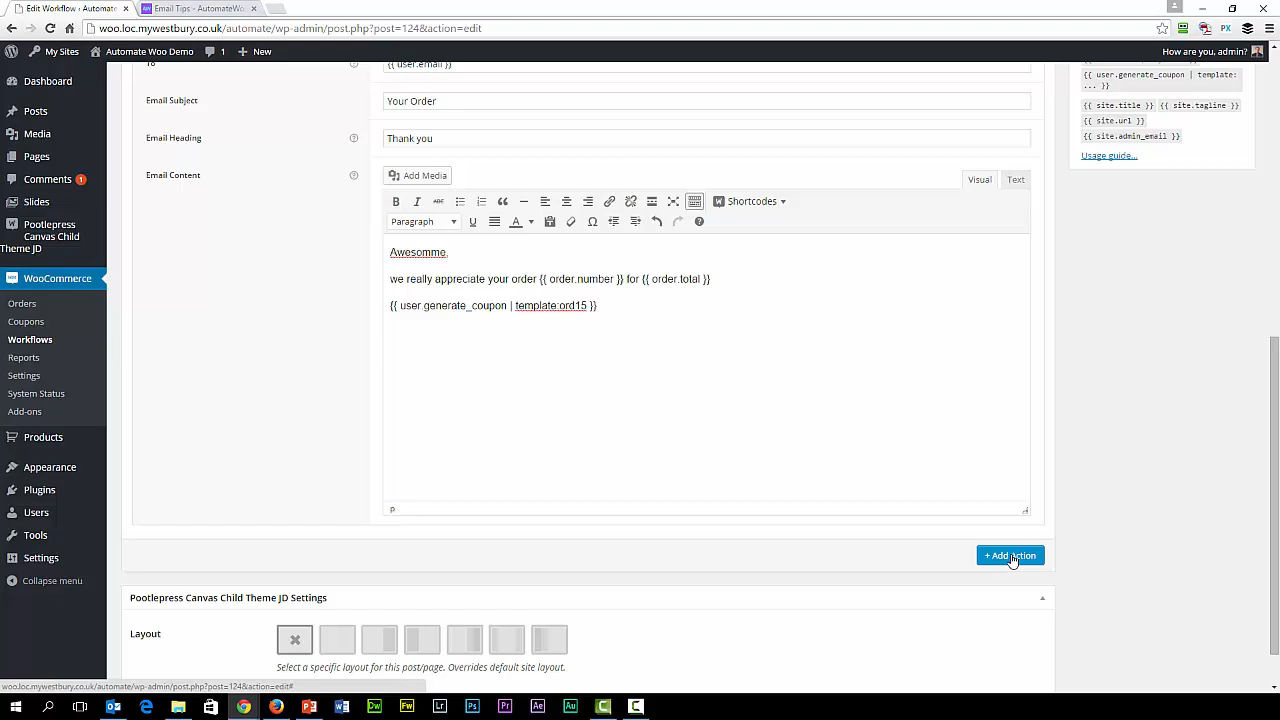 Edit Workflow ‹ Automate
Email Tips - AutomateWo
woo.loc.mywestbury.co.uk/automate/wp-admin/post.php?post=124&action=edit
My Sites
Automate Woo Demo
1
New
How are you, admin?
Dashboard
Posts
Media
Pages
Comments 1
Slides
Pootlepress
Canvas Child
Theme JD
WooCommerce
Orders
Coupons
Workflows
Reports
Settings
System Status
Add-ons
Products
Appearance
Plugins
Users
Tools
Settings
Collapse menu
To
{{ user.email }}
Email Subject
Your Order
Email Heading
Thank you
Email Content
Add Media
Visual
Text
Shortcodes
Paragraph
Awesomme,
we really appreciate your order {{ order.number }} for {{ order.total }}
{{ user.generate_coupon | template:ord15 }}
P
+ Add Action
Pootlepress Canvas Child Theme JD Settings
Layout
Select a specific layout for this post/page. Overrides default site layout.
{{ user.generate_coupon | template:
... }}
{{ site.title }} {{ site.tagline }}
{{ site.url }}
{{ site.admin_email }}
Usage guide...
woo.loc.mywestbury.co.uk/automate/wp-admin/post.php?post=124&action=edit#